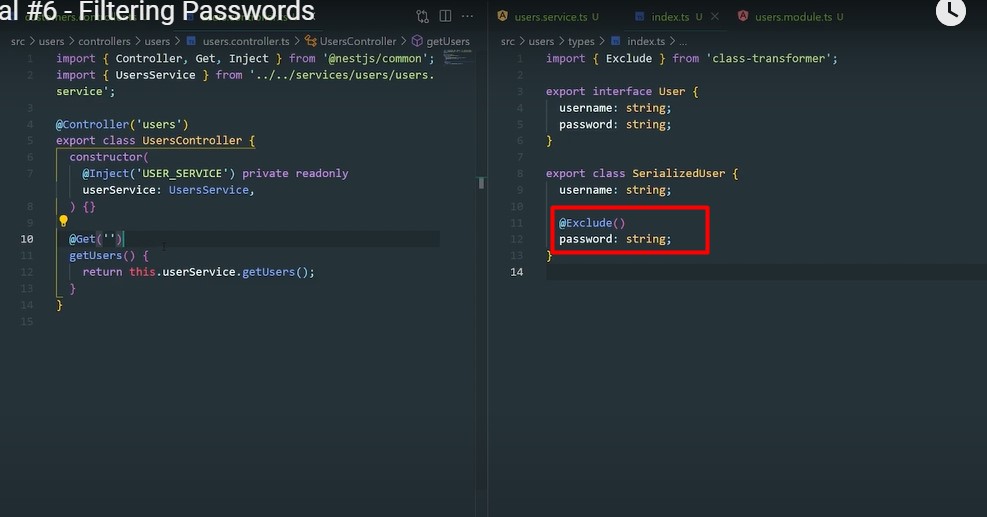 al #6 - Filtering Passwords
users.service.ts U
index.ts U
users.module.ts U
src > users > controllers > users > users.controller.ts > UsersController > getUsers
1 import { Controller, Get, Inject } from '@nestjs/common';
2 import { UsersService } from '../../services/users/users.
service';
3
4 @Controller('users')
5 export class UsersController {
6 constructor(
7 @Inject('USER_SERVICE') private readonly
userService: UsersService,
8 ) {}
9
10 @Get('')
11 getUsers() {
12 return this.userService.getUsers();
13 }
14 }
15
src > users > types > index.ts > ...
1 import { Exclude } from 'class-transformer';
2
3 export interface User {
4 username: string;
5 password: string;
6 }
7
8 export class SerializedUser {
9 username: string;
10
11 @Exclude()
12 password: string;
13 }
14